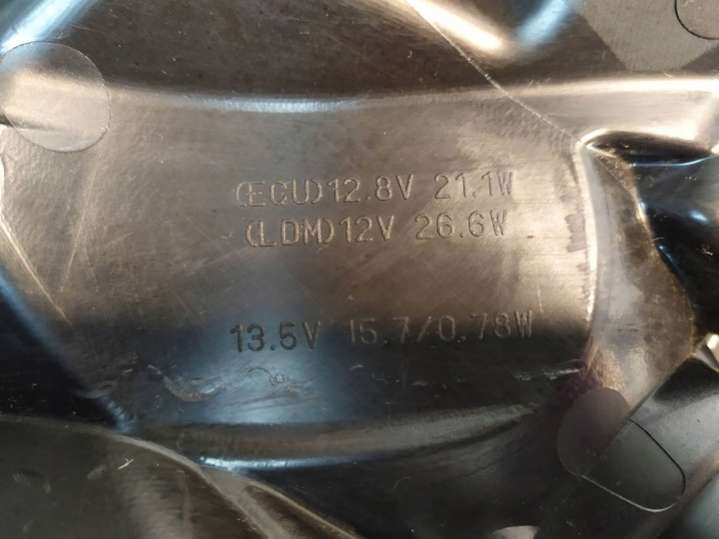 (ECU)12.8V 21.1W
(LDM)12V 26.6W
13.5V 15.7/0.78W